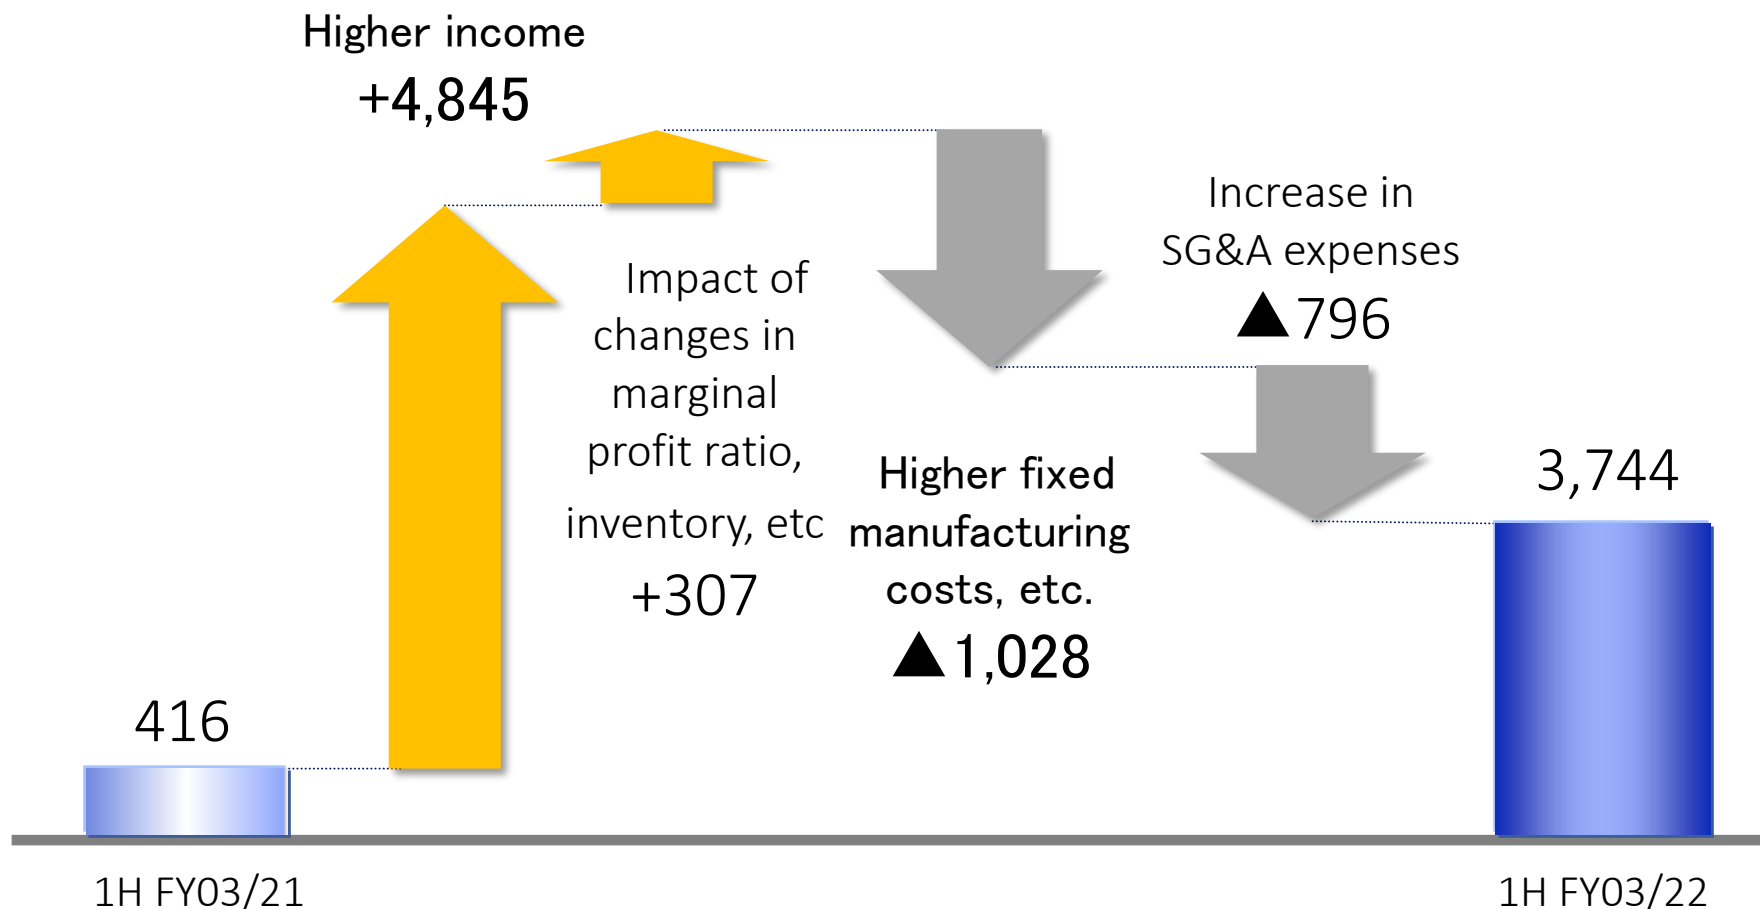 Higher income
+4,845
Impact of
changes in
marginal
profit ratio,
inventory, etc
+307
Higher fixed
manufacturing
costs, etc.
▲1,028
Increase in
SG&A expenses
▲796
416
3,744
1H FY03/21
1H FY03/22